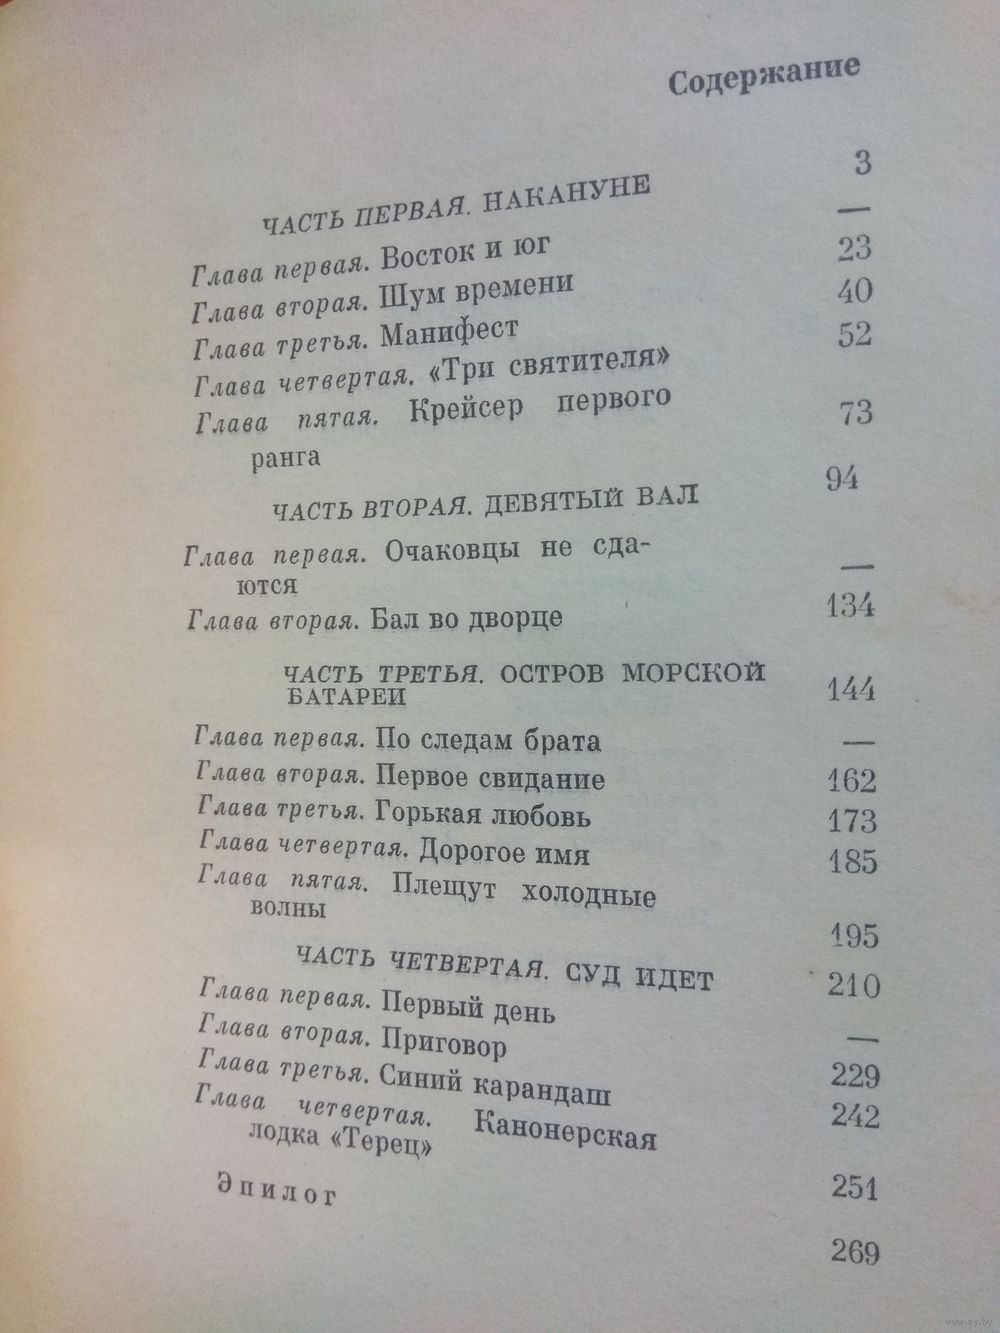 Содержание
ЧАСТЬ ПЕРВАЯ. НАКАНУНЕ 3
Глава первая. Восток и юг —
Глава вторая. Шум времени 23
Глава третья. Манифест 40
Глава четвертая. «Три святителя» 52
Глава пятая. Крейсер первого
ранга 73
ЧАСТЬ ВТОРАЯ. ДЕВЯТЫЙ ВАЛ 94
Глава первая. Очаковцы не сда-
ются —
Глава вторая. Бал во дворце 134
ЧАСТЬ ТРЕТЬЯ. ОСТРОВ МОРСКОЙ
БАТАРЕИ 144
Глава первая. По следам брата —
Глава вторая. Первое свидание 162
Глава третья. Горькая любовь 173
Глава четвертая. Дорогое имя 185
Глава пятая. Плещут холодные
волны 195
ЧАСТЬ ЧЕТВЕРТАЯ. СУД ИДЕТ 210
Глава первая. Первый день —
Глава вторая. Приговор 229
Глава третья. Синий карандаш 242
Глава четвертая. Канонерская
лодка «Терец» 251
Эпилог 269
www.ay.by